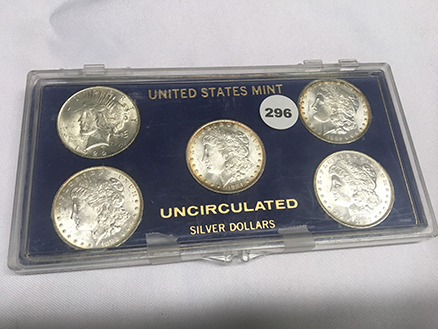 UNITED STATES MINT
296
UNCIRCULATED
SILVER DOLLARS